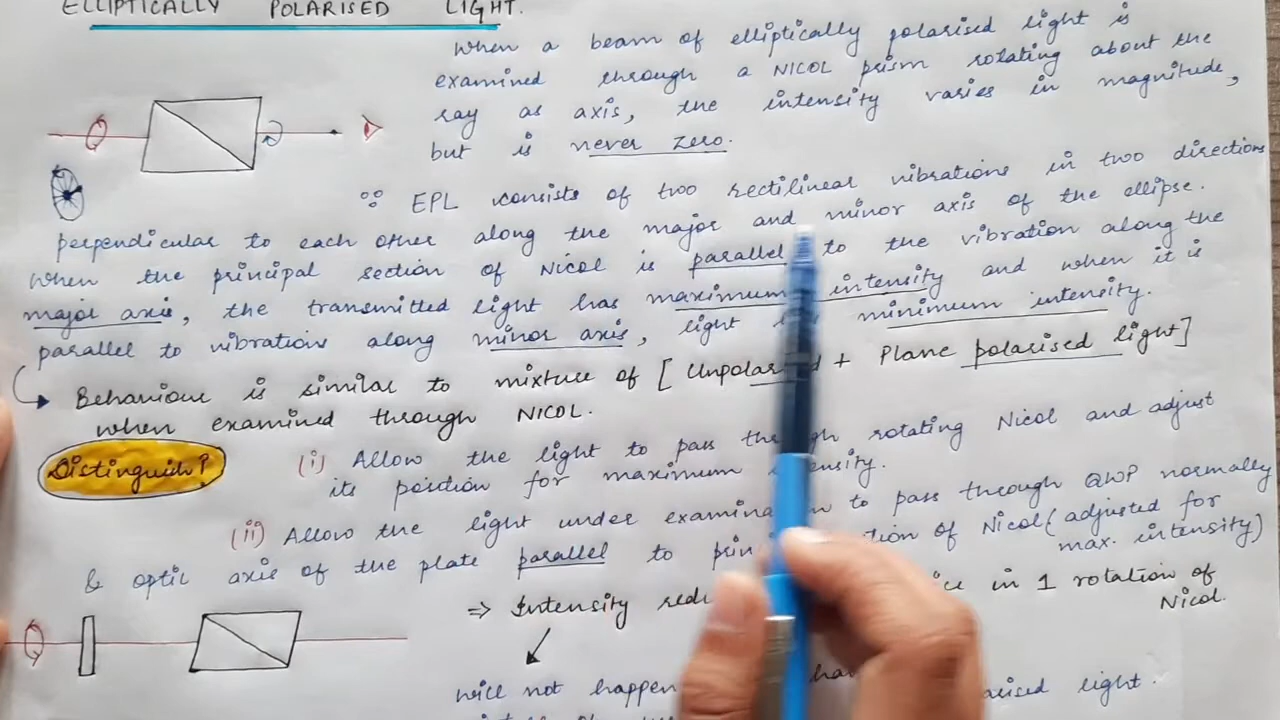 ELLIPTICALLY POLARISED LIGHT.
When a beam of elliptically polarised light is
examined through a NICOL prism rotating about the
ray as axis, the intensity varies in magnitude,
but is never zero.
∵ EPL consists of two rectilinear vibrations in two directions
perpendicular to each other along the major and minor axis of the ellipse.
When the principal section of Nicol is parallel to the vibration along the
major axis, the transmitted light has maximum intensity and when it is
parallel to vibrations along minor axis, light minimum intensity.
Behaviour is similar to mixture of [Unpolarised + Plane polarised light]
when examined through NICOL.
Distinguish?
(i) Allow the light to pass through rotating Nicol and adjust
its position for maximum intensity.
(ii) Allow the light under examination to pass through QWP normally
& optic axis of the plate parallel to of Nicol (adjusted for
max. intensity)
⇒ Intensity in 1 rotation of
Nicol.
will not happen light.